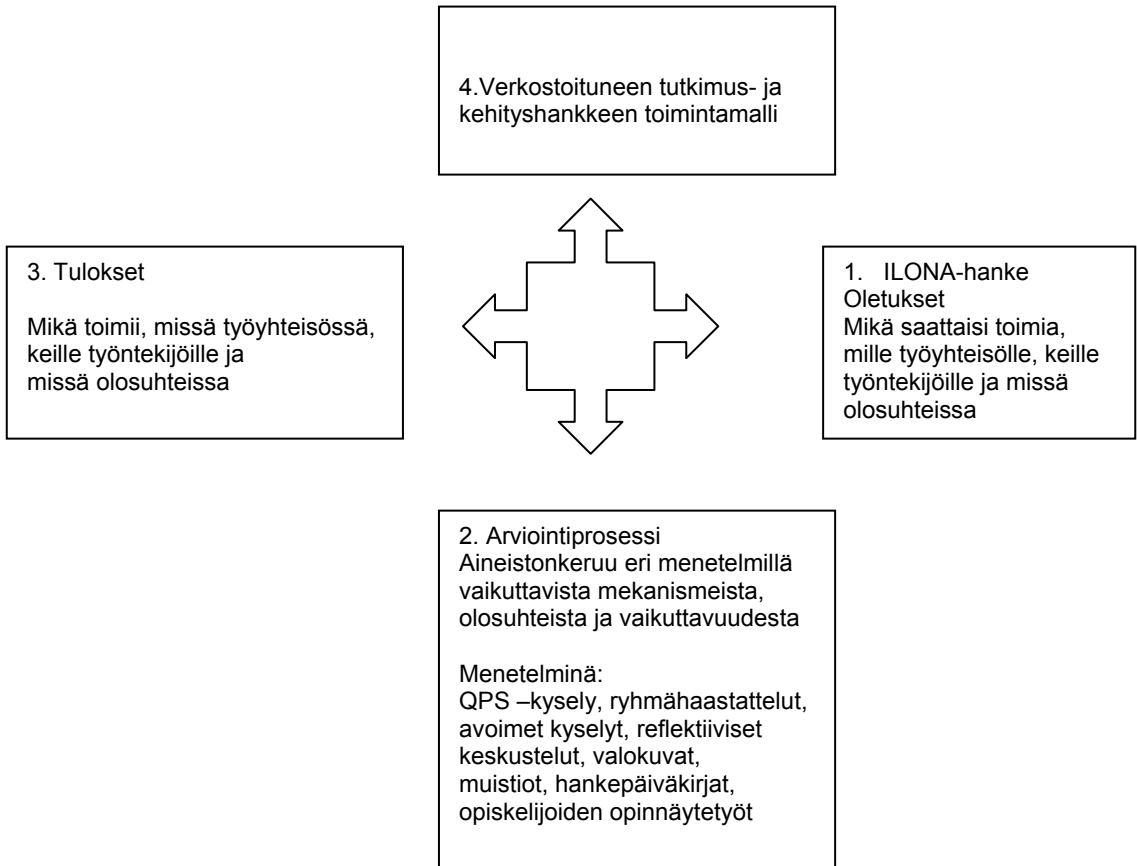 4.Verkostoituneen tutkimus- ja
kehityshankkeen toimintamalli
3. Tulokset
Mikä toimii, missä työyhteisössä,
keille työntekijöille ja
missä olosuhteissa
1. ILONA-hanke
Oletukset
Mikä saattaisi toimia,
mille työyhteisölle, keille
työntekijöille ja missä
olosuhteissa
2. Arviointiprosessi
Aineistonkeruu eri menetelmillä
vaikuttavista mekanismeista,
olosuhteista ja vaikuttavuudesta
Menetelminä:
QPS –kysely, ryhmähaastattelut,
avoimet kyselyt, reflektiiviset
keskustelut, valokuvat,
muistiot, hankepäiväkirjat,
opiskelijoiden opinnäytetyöt